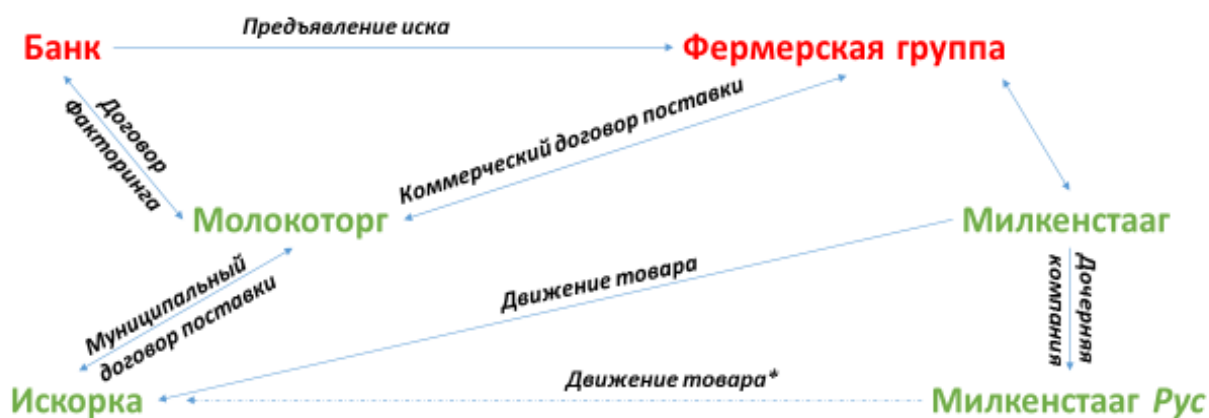 Предъявление иска
Банк
Фермерская группа
Договор
факторинга
Коммерческий договор поставки
Молокоторг
Милкенстааг
Муниципальный
договор поставки
Движение товара
Дочерняя
компания
Искорка
Движение товара*
Милкенстааг Рус